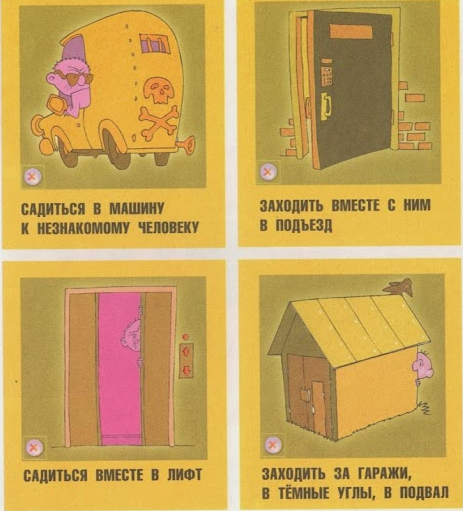 САДИТЬСЯ В МАШИНУ
К НЕЗНАКОМОМУ ЧЕЛОВЕКУ
ЗАХОДИТЬ ВМЕСТЕ С НИМ
В ПОДЪЕЗД
САДИТЬСЯ ВМЕСТЕ В ЛИФТ
ЗАХОДИТЬ ЗА ГАРАЖИ,
В ТЁМНЫЕ УГЛЫ, В ПОДВАЛ